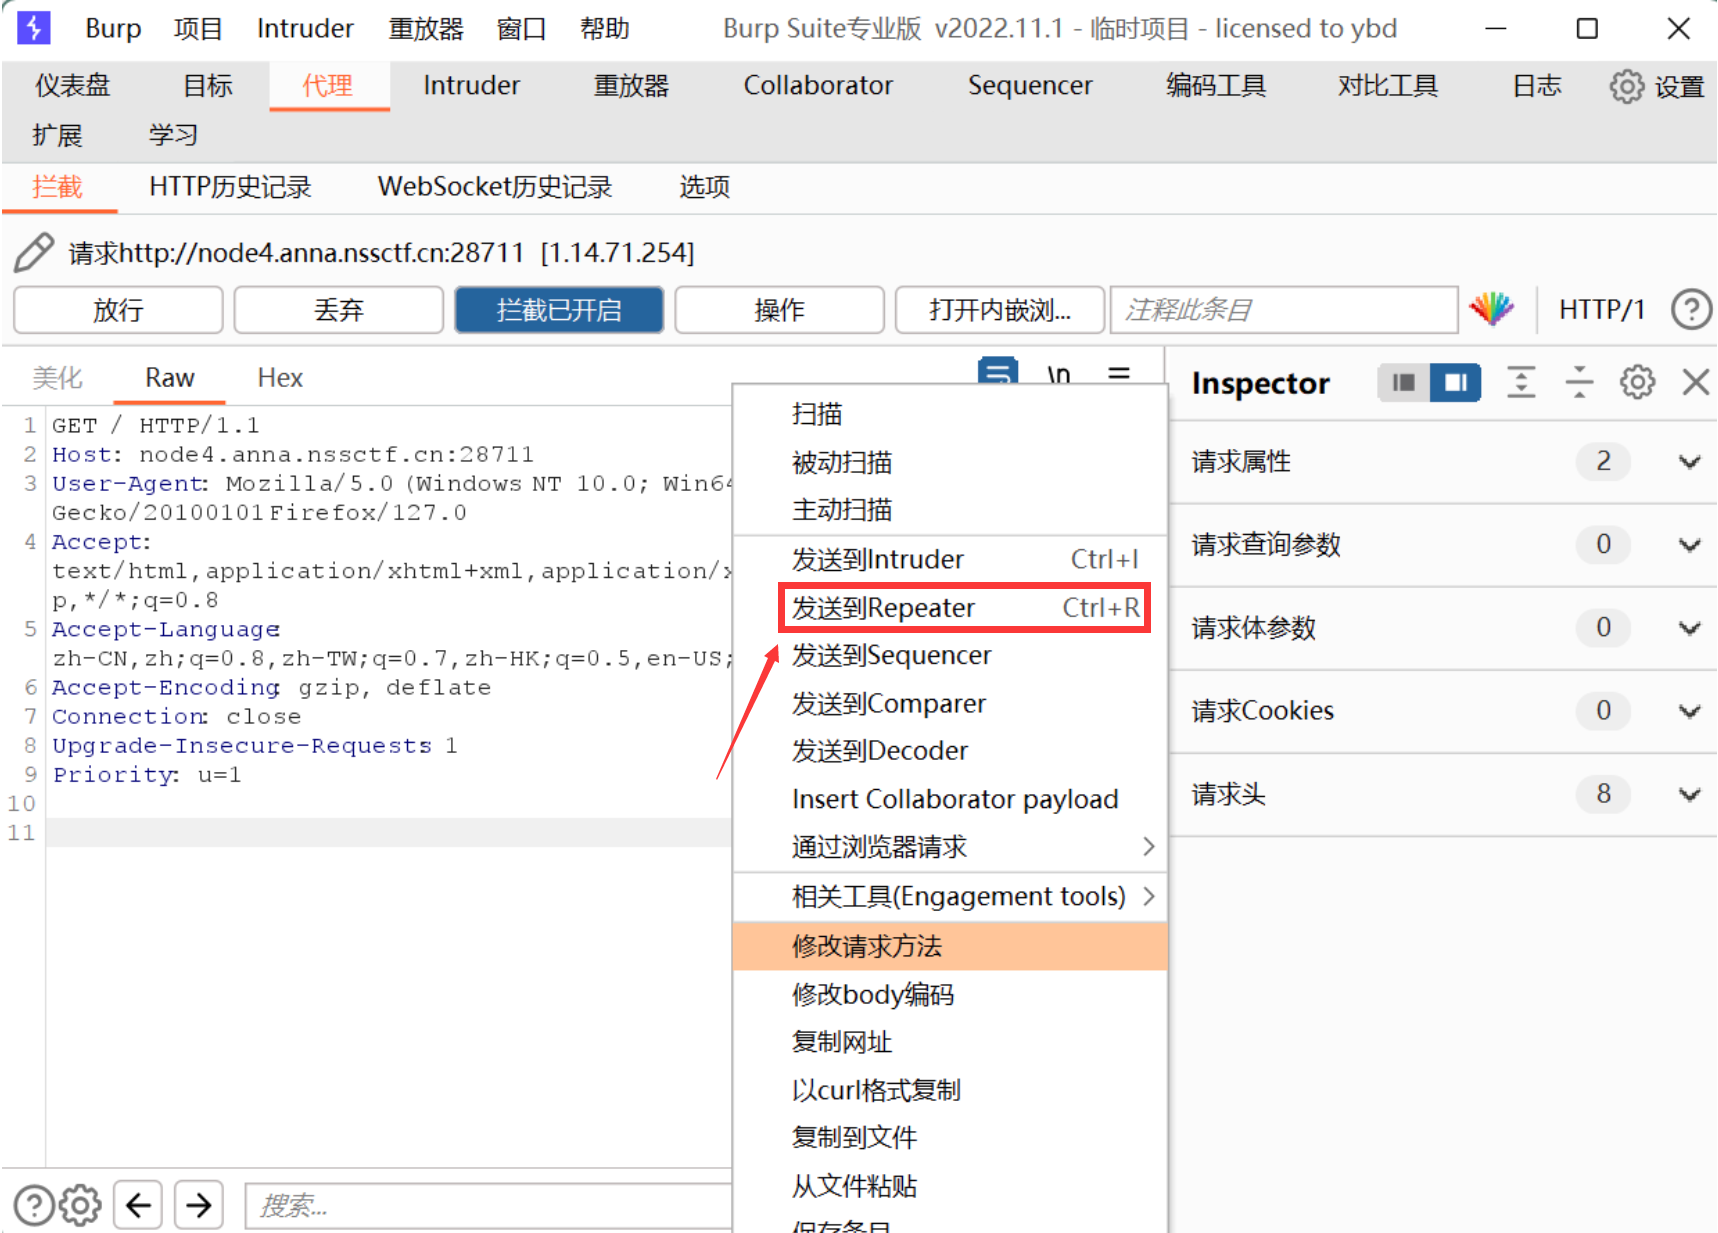 Burp 项目 Intruder 重放器 窗口 帮助 Burp Suite专业版 v2022.11.1 - 临时项目 - licensed to ybd
仪表盘 目标 代理 Intruder 重放器 Collaborator Sequencer 编码工具 对比工具 日志 设置
扩展 学习
拦截 HTTP历史记录 WebSocket历史记录 选项
请求http://node4.anna.nssctf.cn:28711 [1.14.71.254]
放行 丢弃 拦截已开启 操作 打开内嵌浏... 注释此条目 HTTP/1 ?
美化 Raw Hex \n =
1 GET / HTTP/1.1
2 Host: node4.anna.nssctf.cn:28711
3 User-Agent: Mozilla/5.0 (Windows NT 10.0; Win64
Gecko/20100101 Firefox/127.0
4 Accept:
text/html,application/xhtml+xml,application/x
p,*/*;q=0.8
5 Accept-Language:
zh-CN,zh;q=0.8,zh-TW;q=0.7,zh-HK;q=0.5,en-US;
6 Accept-Encoding: gzip, deflate
7 Connection: close
8 Upgrade-Insecure-Requests: 1
9 Priority: u=1
10
11
扫描
被动扫描
主动扫描
发送到Intruder Ctrl+I
发送到Repeater Ctrl+R
发送到Sequencer
发送到Comparer
发送到Decoder
Insert Collaborator payload
通过浏览器请求
相关工具(Engagement tools)
修改请求方法
修改body编码
复制网址
以curl格式复制
复制到文件
从文件粘贴
保存条目
Inspector
请求属性 2
请求查询参数 0
请求体参数 0
请求Cookies 0
请求头 8
? 搜索...